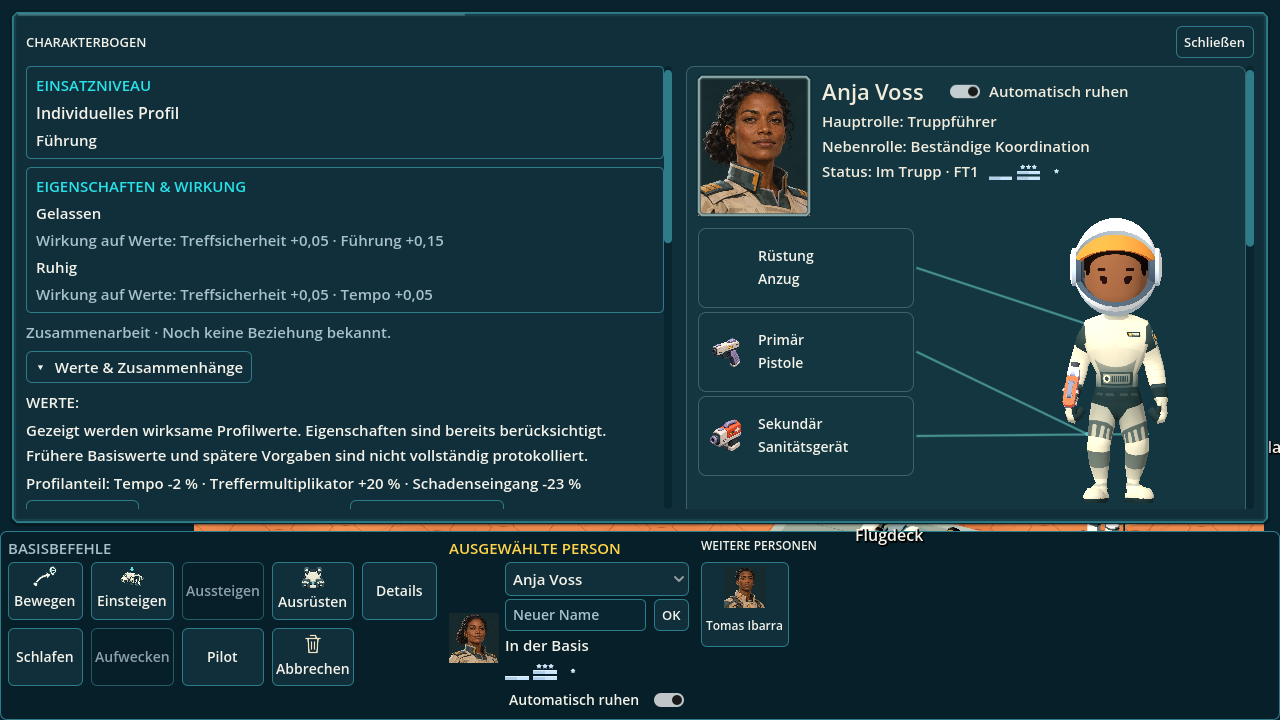 CHARAKTERBOGEN
Schließen
EINSATZNIVEAU
Individuelles Profil
Führung
EIGENSCHAFTEN & WIRKUNG
Gelassen
Wirkung auf Werte: Treffsicherheit +0,05 · Führung +0,15
Ruhig
Wirkung auf Werte: Treffsicherheit +0,05 · Tempo +0,05
Zusammenarbeit · Noch keine Beziehung bekannt.
Werte & Zusammenhänge
WERTE:
Gezeigt werden wirksame Profilwerte. Eigenschaften sind bereits berücksichtigt.
Frühere Basiswerte und spätere Vorgaben sind nicht vollständig protokolliert.
Profilanteil: Tempo -2 % · Treffermultiplikator +20 % · Schadenseingang -23 %
Anja Voss
Automatisch ruhen
Hauptrolle: Truppführer
Nebenrolle: Beständige Koordination
Status: Im Trupp · FT1
Rüstung
Anzug
Primär
Pistole
Sekundär
Sanitätsgerät
la
Flugdeck
BASISBEFEHLE
Bewegen
Einsteigen
Aussteigen
Ausrüsten
Details
Schlafen
Aufwecken
Pilot
Abbrechen
AUSGEWÄHLTE PERSON
Anja Voss
Neuer Name
OK
In der Basis
Automatisch ruhen
WEITERE PERSONEN
Tomas Ibarra